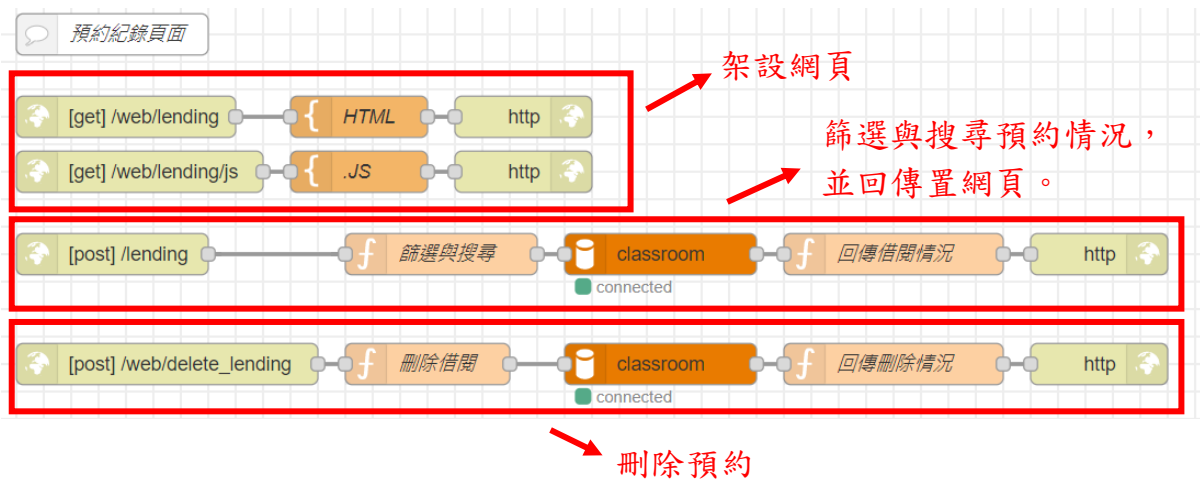 預約紀錄頁面
架設網頁
[get] /web/lending
HTML
http
[get] /web/lending/js
.JS
http
篩選與搜尋預約情況，
並回傳置網頁。
[post] /lending
篩選與搜尋
classroom
回傳借閱情況
http
connected
[post] /web/delete_lending
刪除借閱
classroom
回傳刪除情況
http
connected
刪除預約